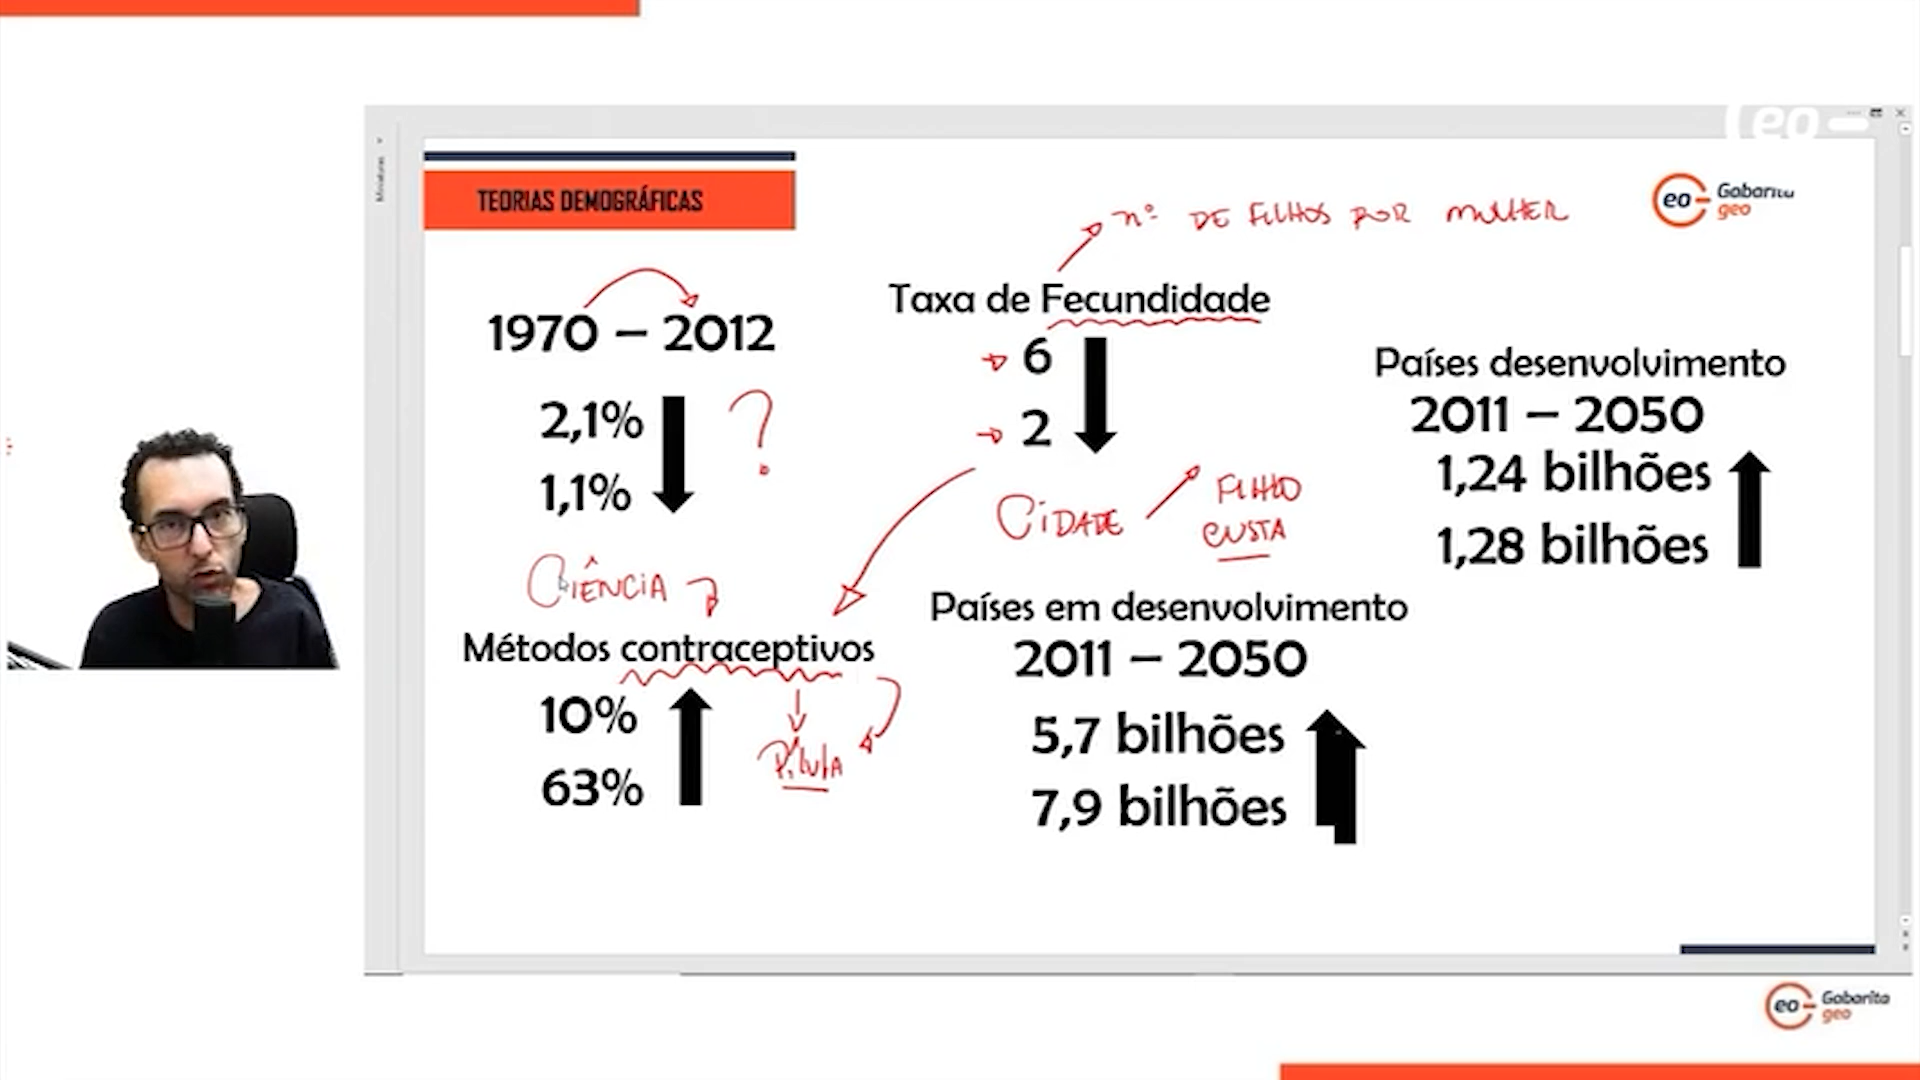 TEORIAS DEMOGRÁFICAS
eo Gabarita
geo
nº DE FILHOS POR MULHER
1970 – 2012
2,1%
1,1%
?
CIÊNCIA
Métodos contraceptivos
10%
63%
Pílula
Taxa de Fecundidade
6
2
CIDADE
FILHO
CUSTA
Países em desenvolvimento
2011 – 2050
5,7 bilhões
7,9 bilhões
Países desenvolvimento
2011 – 2050
1,24 bilhões
1,28 bilhões
eo Gabarita
geo